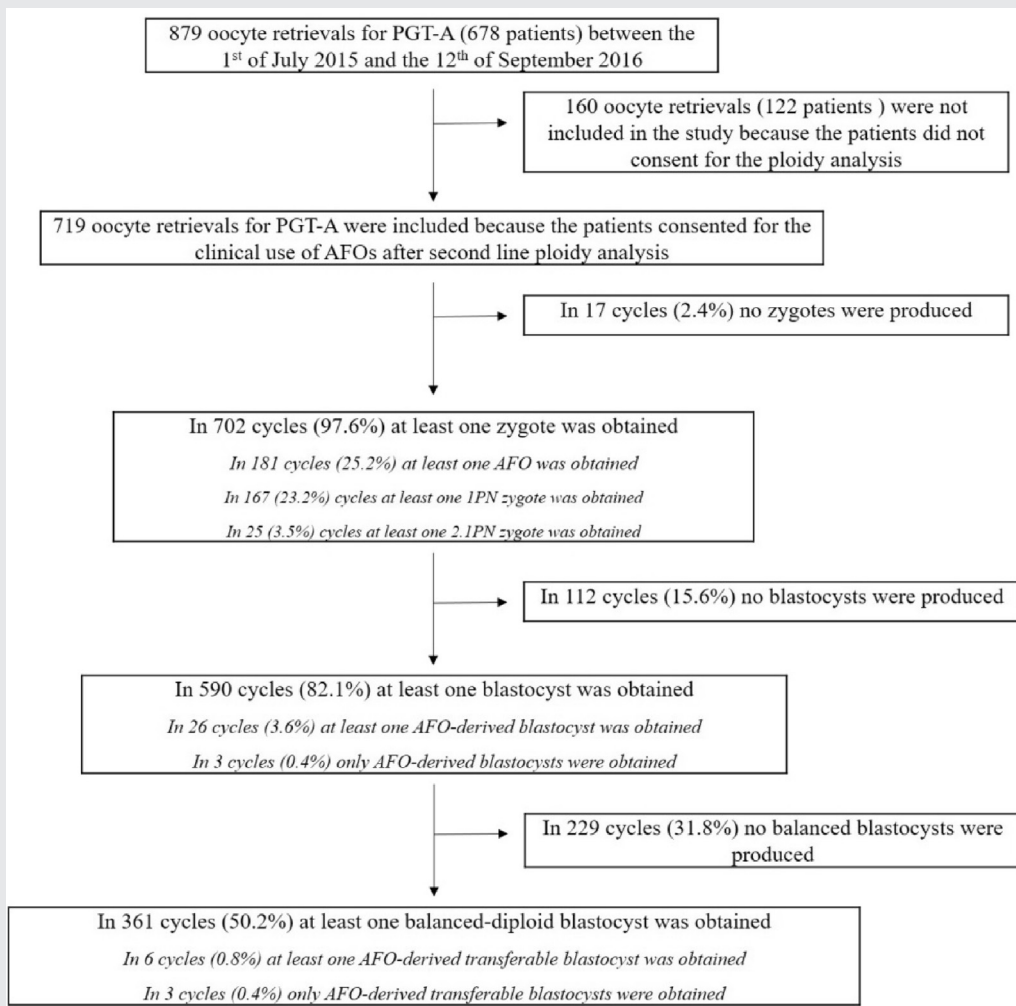 879 oocyte retrievals for PGT-A (678 patients) between the
1st of July 2015 and the 12th of September 2016
160 oocyte retrievals (122 patients ) were not
included in the study because the patients did not
consent for the ploidy analysis
719 oocyte retrievals for PGT-A were included because the patients consented for the
clinical use of AFOs after second line ploidy analysis
In 17 cycles (2.4%) no zygotes were produced
In 702 cycles (97.6%) at least one zygote was obtained
In 181 cycles (25.2%) at least one AFO was obtained
In 167 (23.2%) cycles at least one 1PN zygote was obtained
In 25 (3.5%) cycles at least one 2.1PN zygote was obtained
In 112 cycles (15.6%) no blastocysts were produced
In 590 cycles (82.1%) at least one blastocyst was obtained
In 26 cycles (3.6%) at least one AFO-derived blastocyst was obtained
In 3 cycles (0.4%) only AFO-derived blastocysts were obtained
In 229 cycles (31.8%) no balanced blastocysts were
produced
In 361 cycles (50.2%) at least one balanced-diploid blastocyst was obtained
In 6 cycles (0.8%) at least one AFO-derived transferable blastocyst was obtained
In 3 cycles (0.4%) only AFO-derived transferable blastocysts were obtained